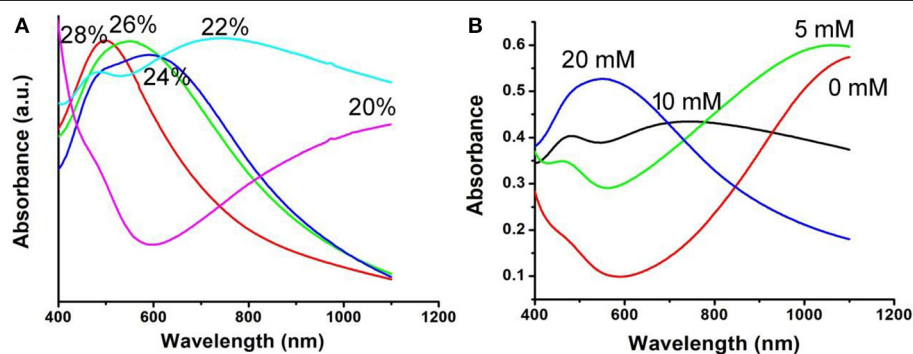 A
28%
26%
22%
24%
20%
Absorbance (a.u.)
400
600
800
1000
1200
Wavelength (nm)
B
5 mM
20 mM
10 mM
0 mM
0.6
0.5
0.4
0.3
0.2
0.1
Absorbance
400
600
800
1000
1200
Wavelength (nm)